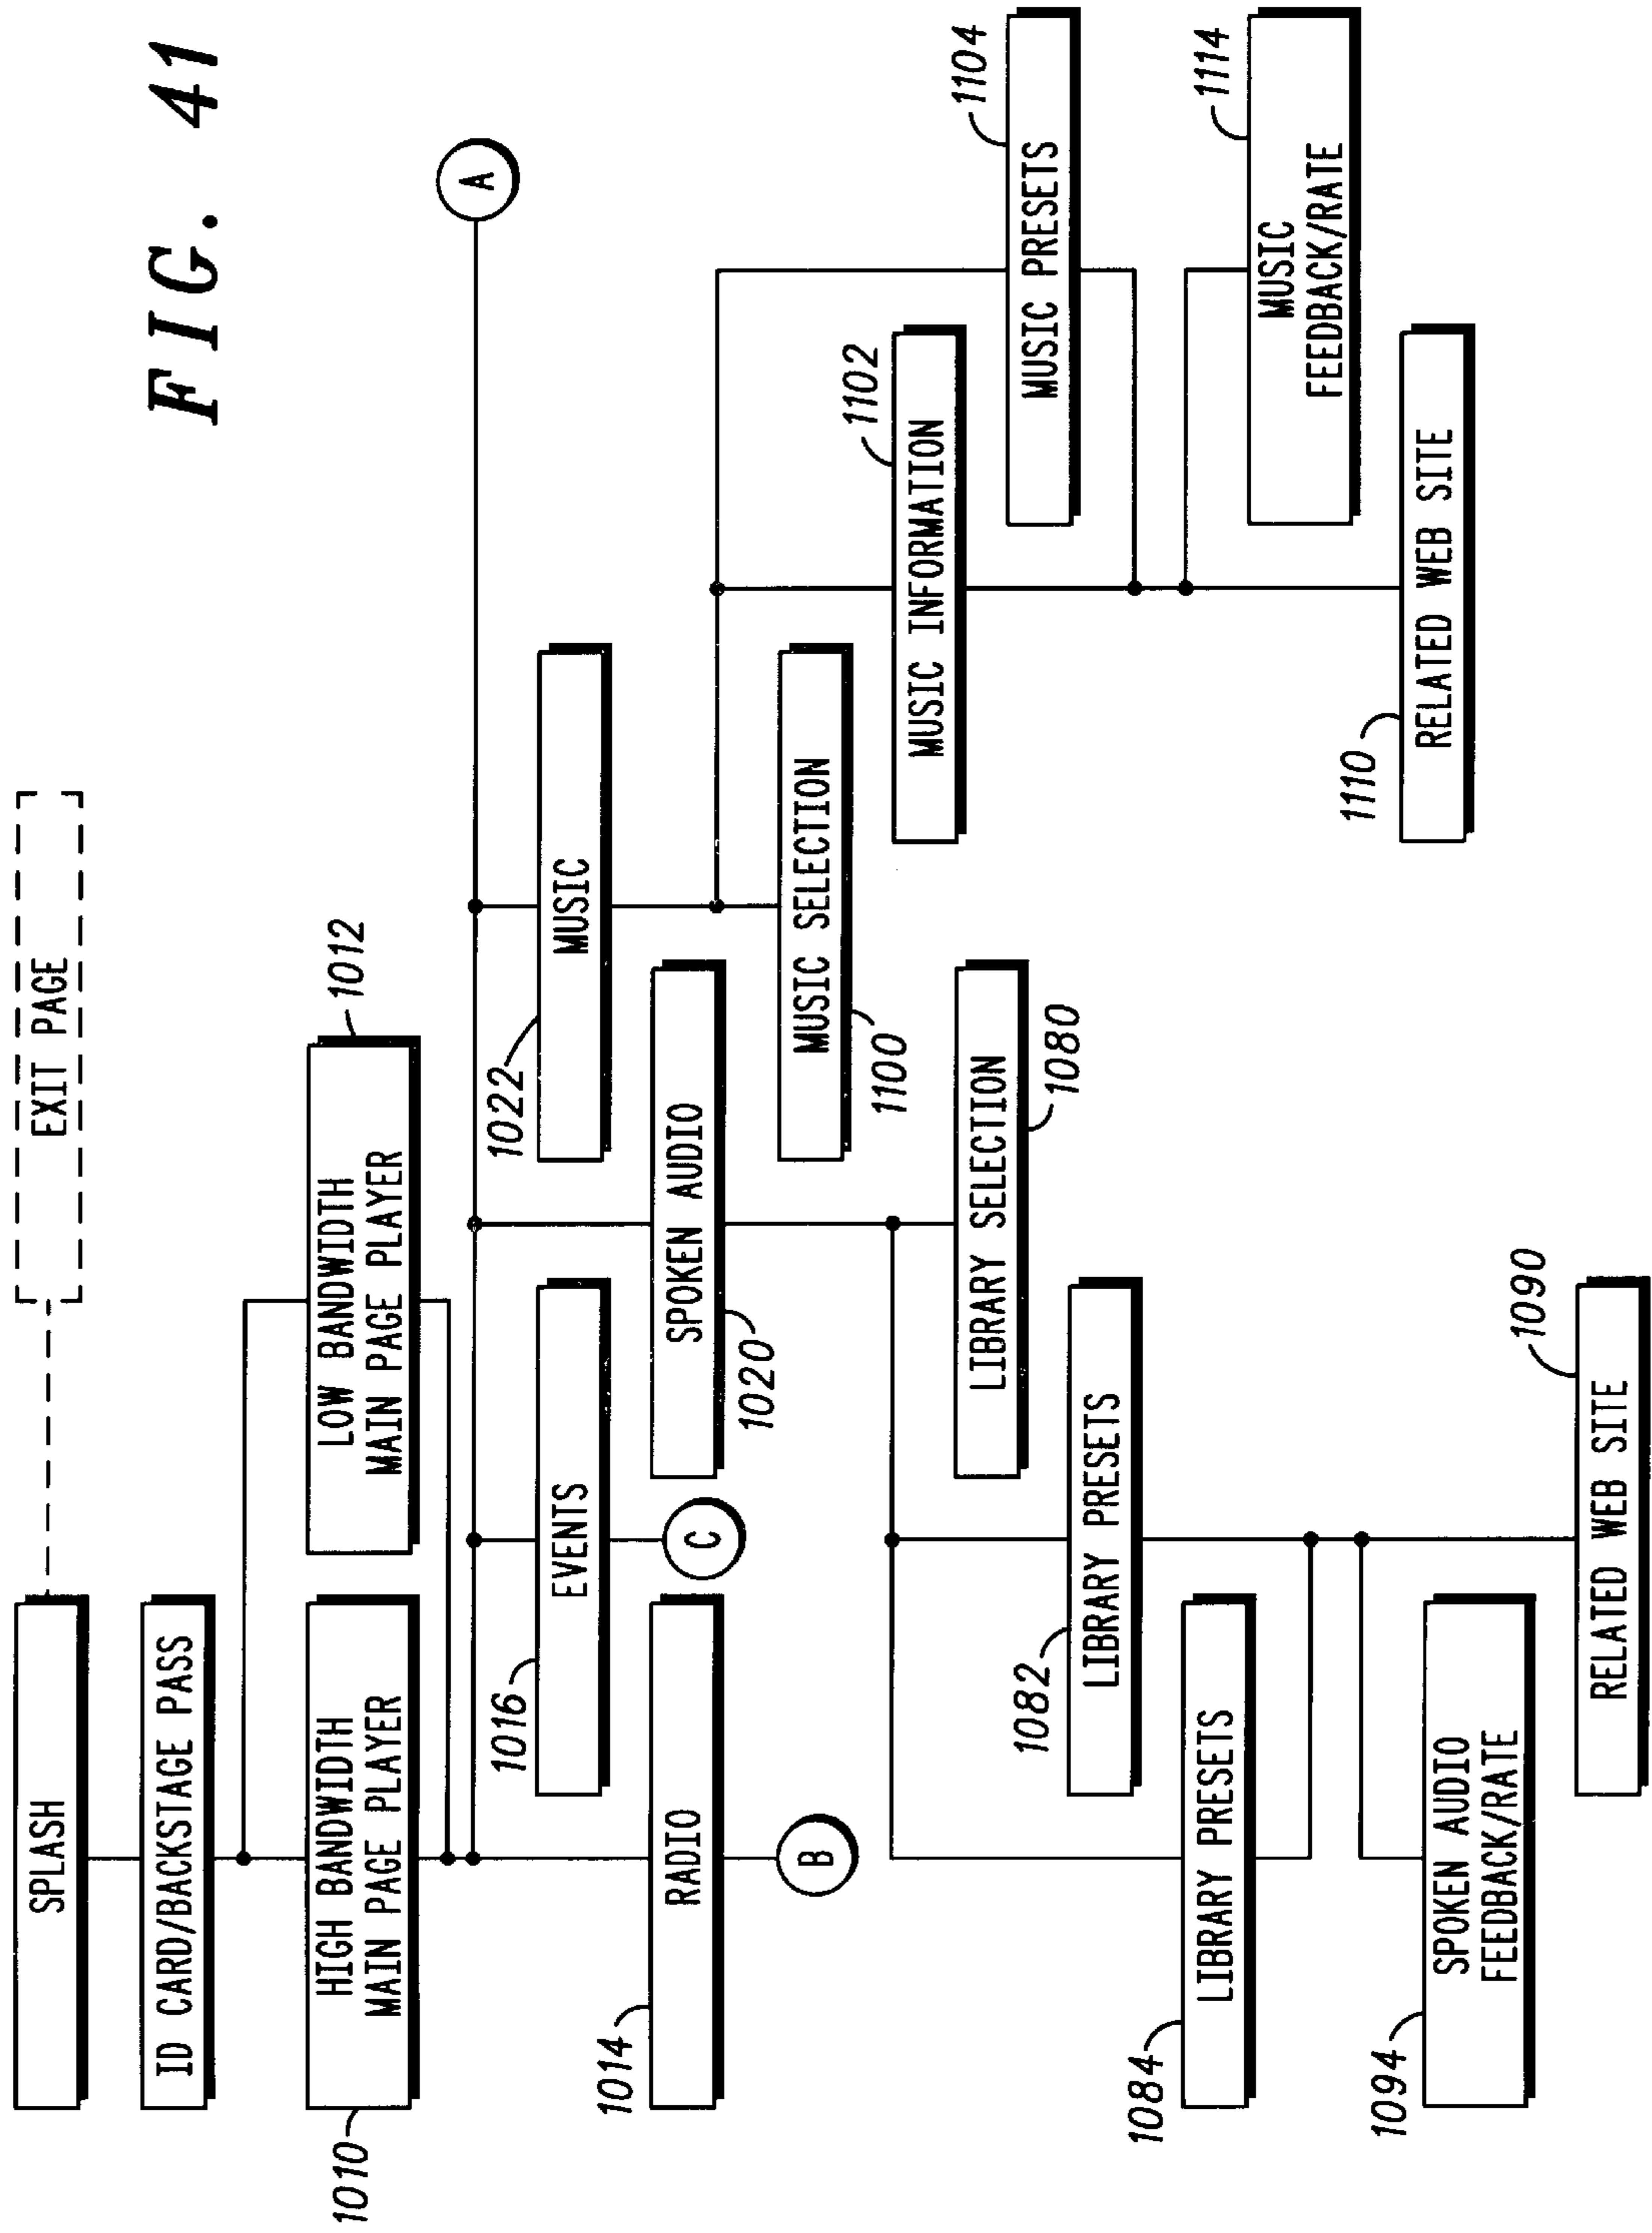 FIG. 41
SPLASH
EXIT PAGE
ID CARD/BACKSTAGE PASS
HIGH BANDWIDTH
MAIN PAGE PLAYER
1010
LOW BANDWIDTH
MAIN PAGE PLAYER
1012
A
1014
RADIO
B
1016
EVENTS
C
SPOKEN AUDIO
1020
1022
MUSIC
MUSIC SELECTION
1100
MUSIC INFORMATION
1102
MUSIC PRESETS
1104
LIBRARY SELECTION
1080
1082
LIBRARY PRESETS
1084
LIBRARY PRESETS
1094
SPOKEN AUDIO
FEEDBACK/RATE
RELATED WEB SITE
1090
1110
RELATED WEB SITE
MUSIC
FEEDBACK/RATE
1114